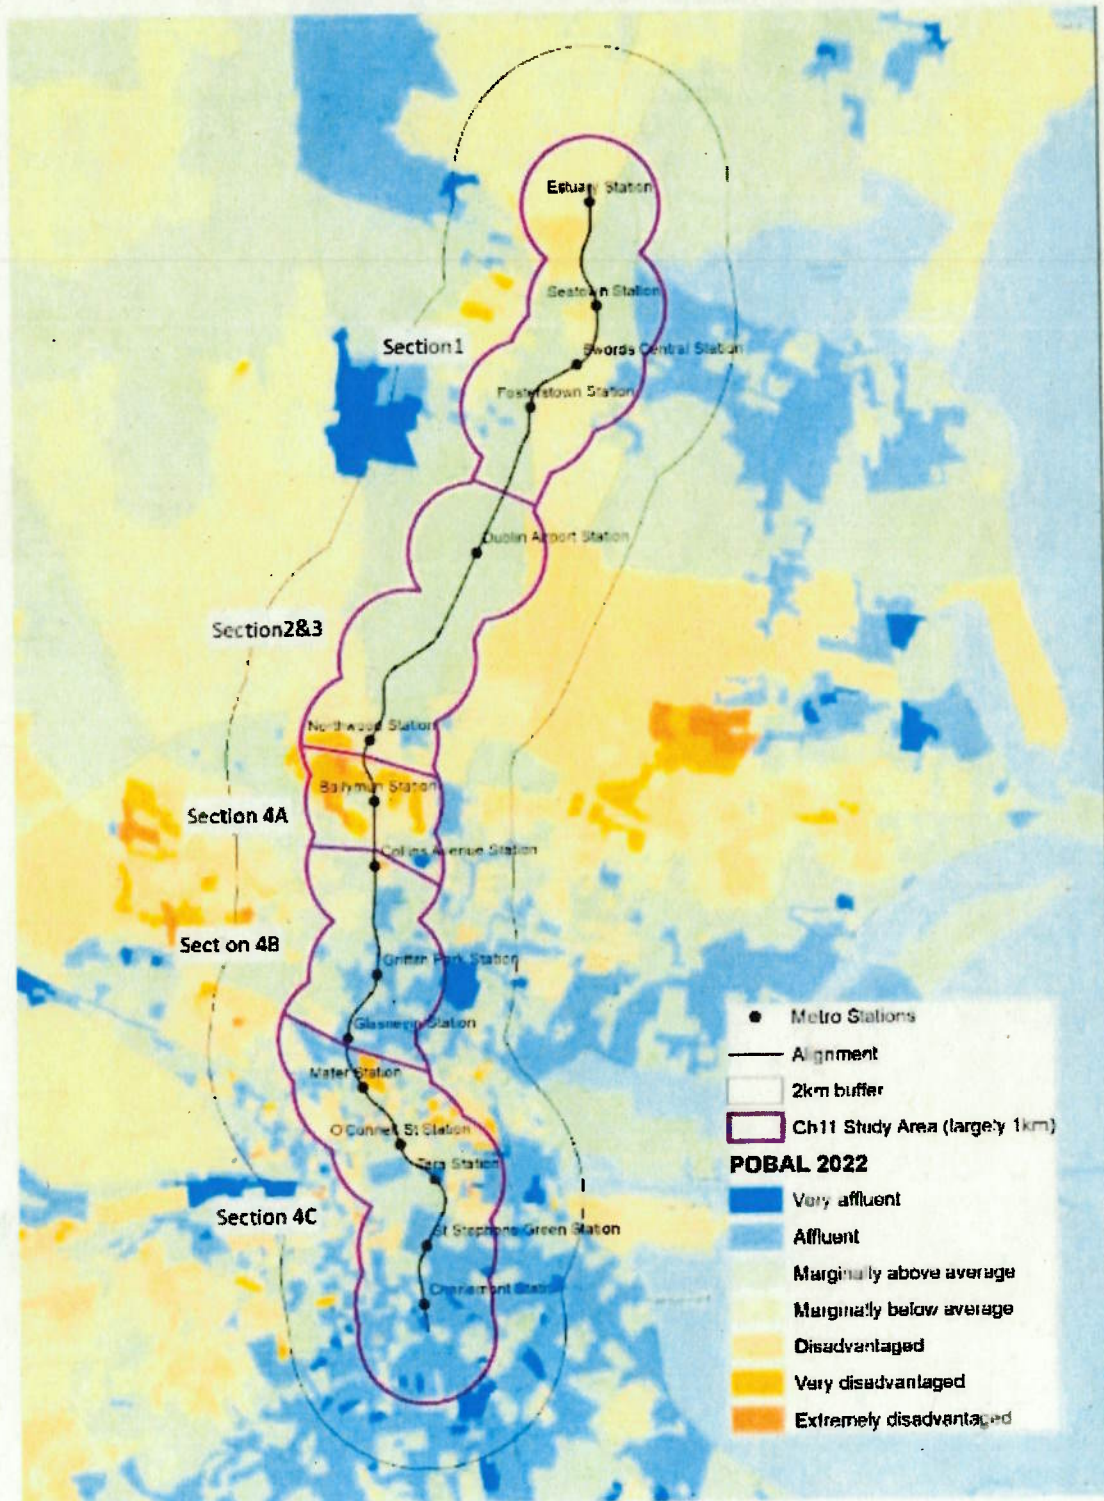 Estuary Station
Seatown Station
Section1
Swords Central Station
Fosterstown Station
Dublin Airport Station
Section2&3
Northwood Station
Ballymun Station
Section 4A
Collins Avenue Station
Section 4B
Griffith Park Station
Glasnevin Station
Mater Station
O'Connell St Station
Tara Station
Section 4C
St Stephens Green Station
Charlemont Station
Metro Stations
Alignment
2km buffer
Ch11 Study Area (largely 1km)
POBAL 2022
Very affluent
Affluent
Marginally above average
Marginally below average
Disadvantaged
Very disadvantaged
Extremely disadvantaged